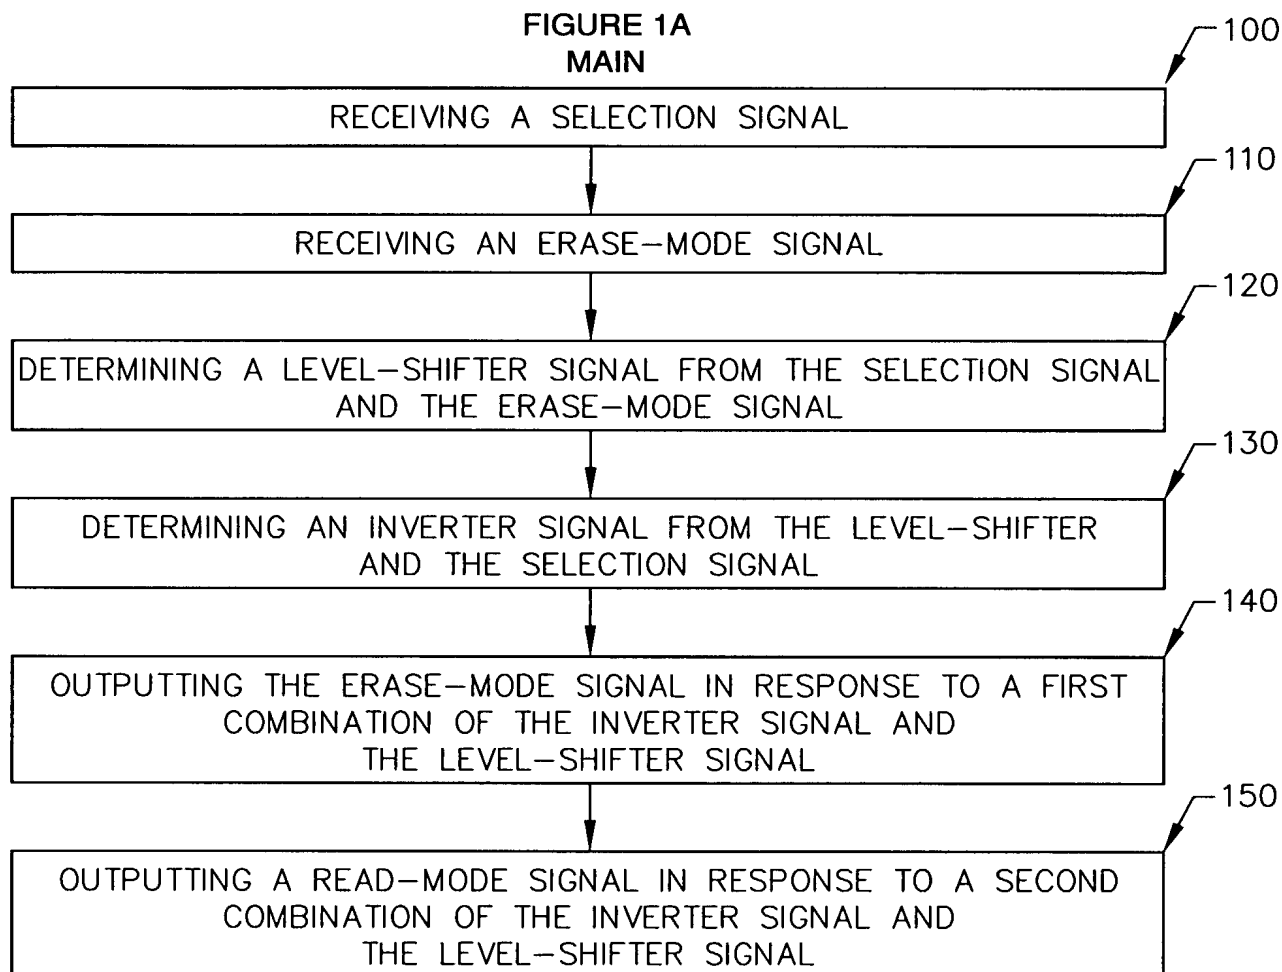 FIGURE 1A
MAIN
100
RECEIVING A SELECTION SIGNAL
110
RECEIVING AN ERASE–MODE SIGNAL
120
DETERMINING A LEVEL–SHIFTER SIGNAL FROM THE SELECTION SIGNAL
AND THE ERASE–MODE SIGNAL
130
DETERMINING AN INVERTER SIGNAL FROM THE LEVEL–SHIFTER
AND THE SELECTION SIGNAL
140
OUTPUTTING THE ERASE–MODE SIGNAL IN RESPONSE TO A FIRST
COMBINATION OF THE INVERTER SIGNAL AND
THE LEVEL–SHIFTER SIGNAL
150
OUTPUTTING A READ–MODE SIGNAL IN RESPONSE TO A SECOND
COMBINATION OF THE INVERTER SIGNAL AND
THE LEVEL–SHIFTER SIGNAL